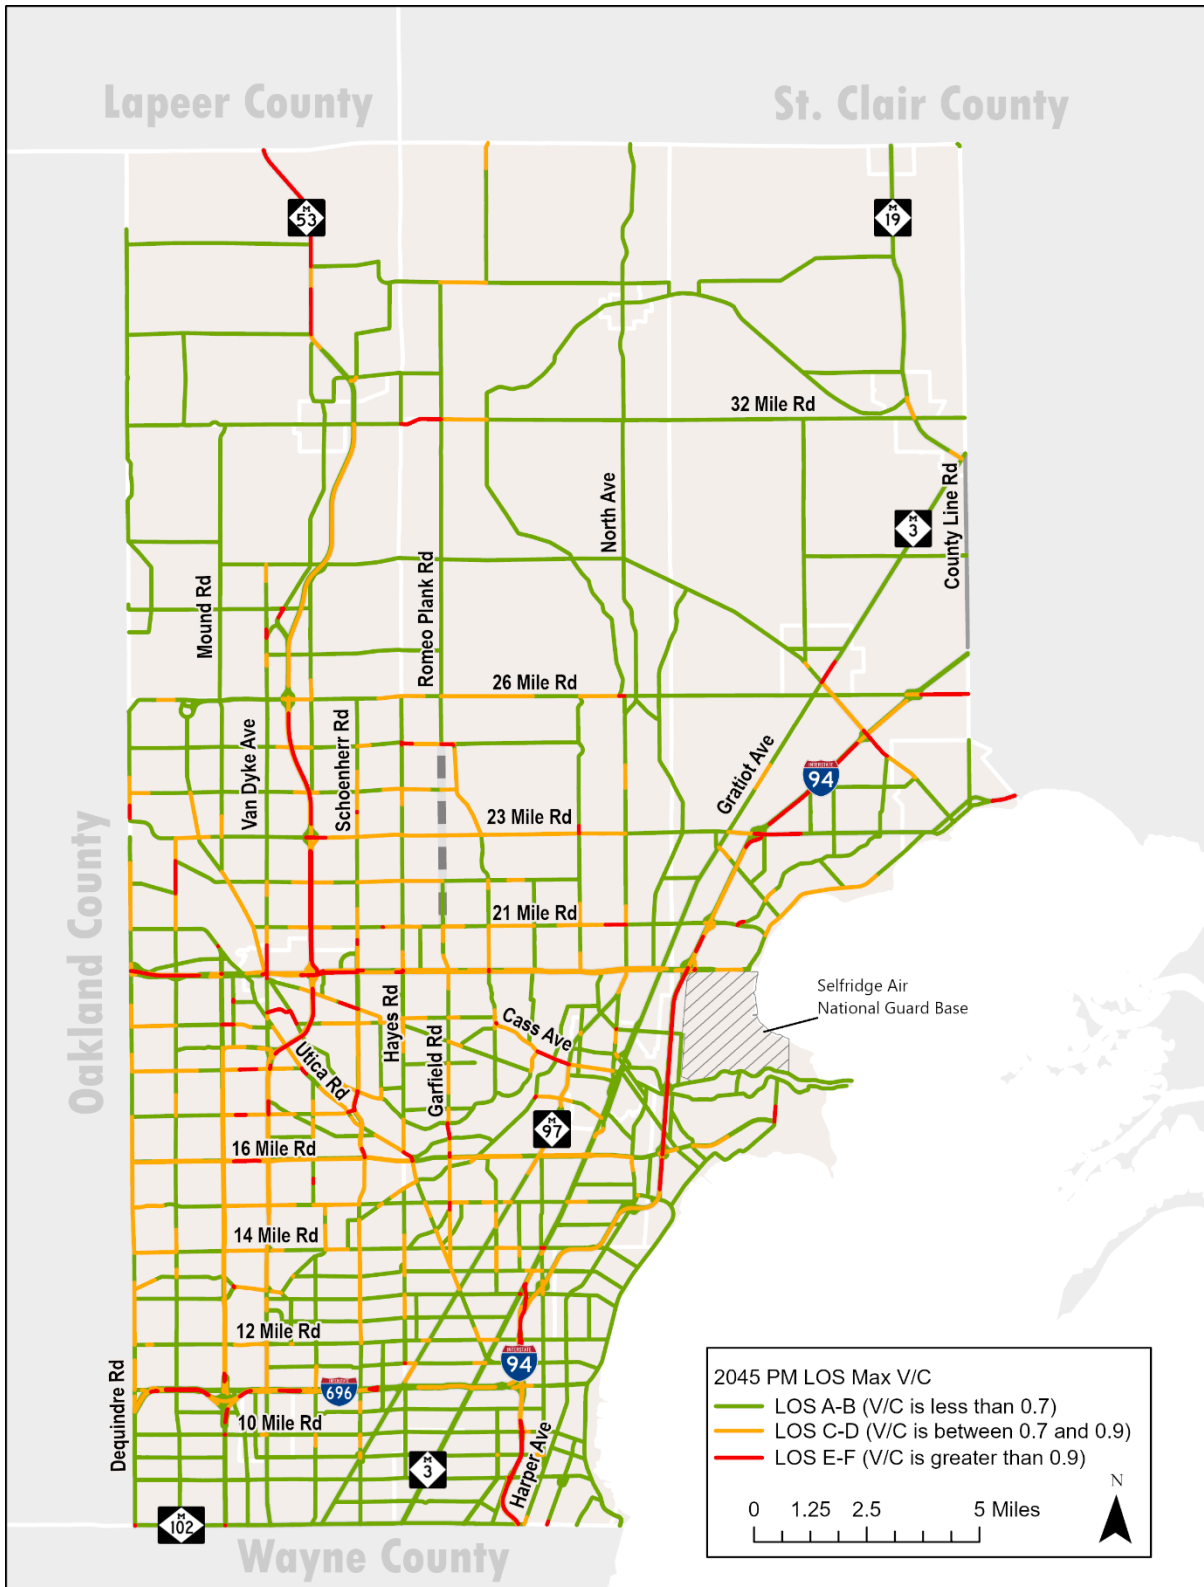 Lapeer County
St. Clair County
M
53
M
19
32 Mile Rd
County Line Rd
M
3
North Ave
Romeo Plank Rd
Mound Rd
26 Mile Rd
Van Dyke Ave
Schoenherr Rd
Gratiot Ave
INTERSTATE
94
23 Mile Rd
Oakland County
21 Mile Rd
Selfridge Air
National Guard Base
Hayes Rd
Cass Ave
Garfield Rd
Utica Rd
M
97
16 Mile Rd
14 Mile Rd
12 Mile Rd
INTERSTATE
94
INTERSTATE
696
10 Mile Rd
Dequindre Rd
M
3
Harper Ave
M
102
Wayne County
2045 PM LOS Max V/C
LOS A-B (V/C is less than 0.7)
LOS C-D (V/C is between 0.7 and 0.9)
LOS E-F (V/C is greater than 0.9)
N
0 1.25 2.5 5 Miles